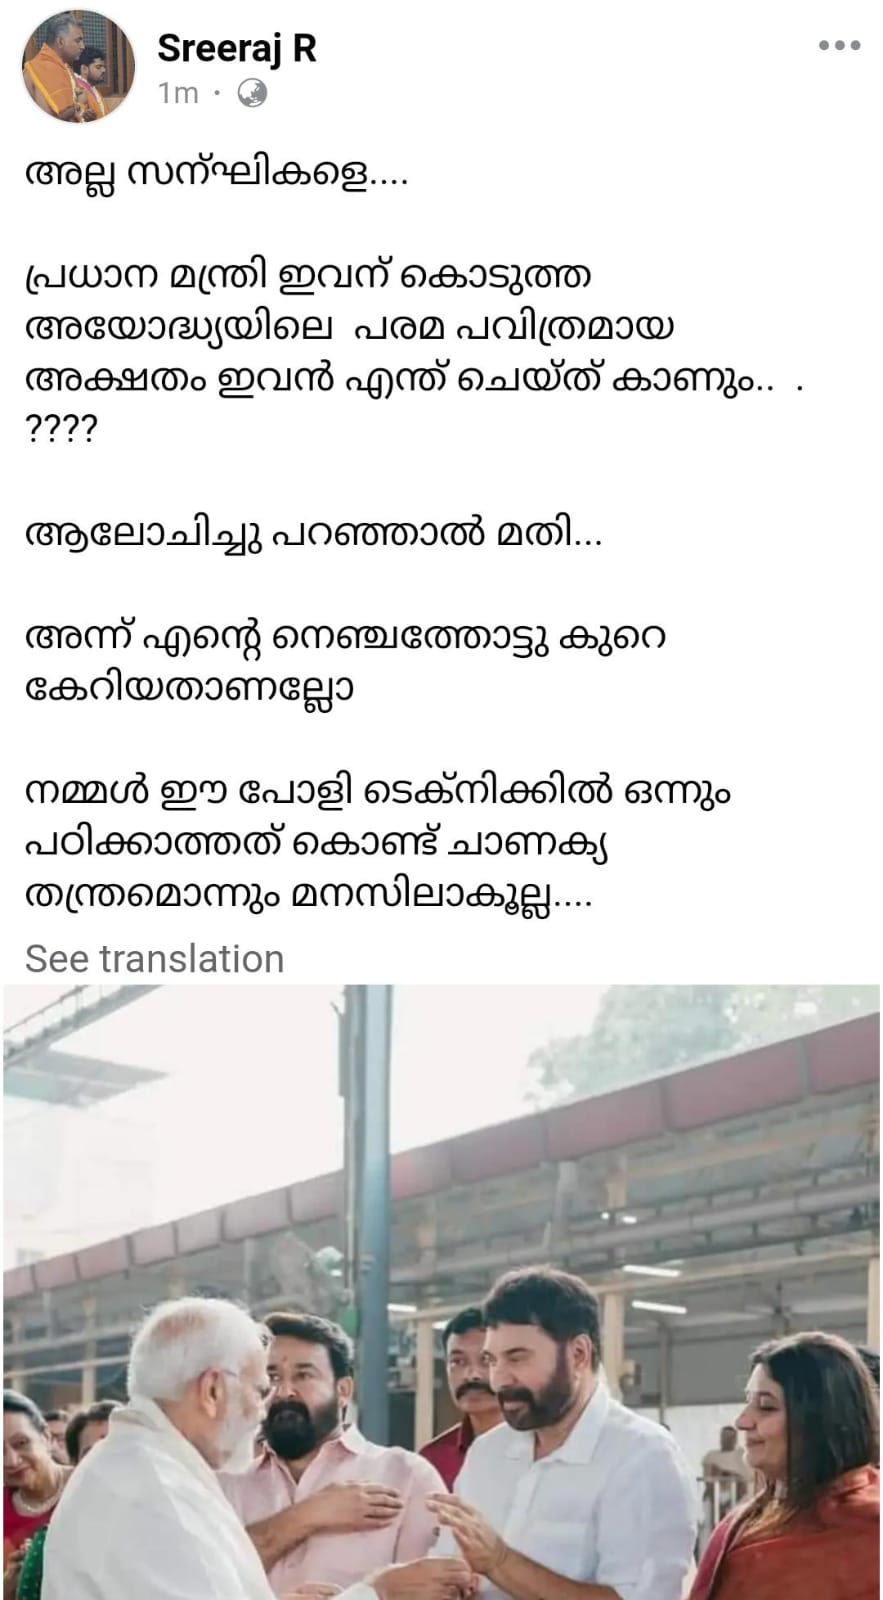 Sreeraj R
1m ·
അല്ല സന്ഘികളെ....
പ്രധാന മന്ത്രി ഇവന് കൊടുത്ത
അയോദ്ധ്യയിലെ പരമ പവിത്രമായ
അക്ഷതം ഇവൻ എന്ത് ചെയ്ത് കാണും.. .
????
ആലോചിച്ചു പറഞ്ഞാൽ മതി...
അന്ന് എന്റെ നെഞ്ചത്തോട്ടു കുറെ
കേറിയതാണല്ലോ
നമ്മൾ ഈ പോളി ടെക്നിക്കിൽ ഒന്നും
പഠിക്കാത്തത് കൊണ്ട് ചാണക്യ
തന്ത്രമൊന്നും മനസിലാകൂല്ല....
See translation